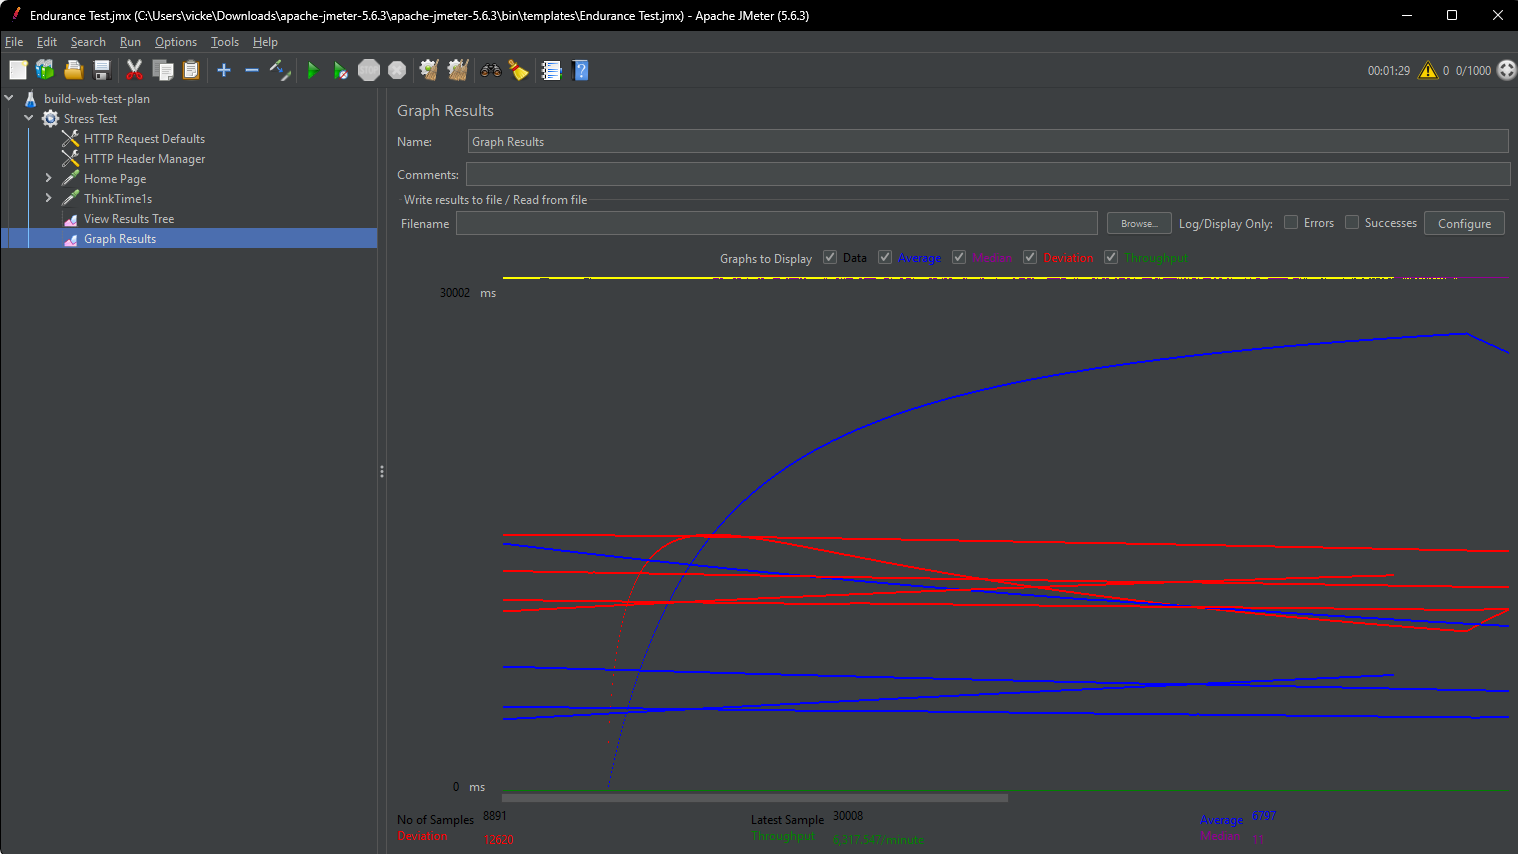 Endurance Test.jmx (C:\Users\vicke\Downloads\apache-jmeter-5.6.3\apache-jmeter-5.6.3\bin\templates\Endurance Test.jmx) - Apache JMeter (5.6.3)
File Edit Search Run Options Tools Help
STOP 00:01:29 0 0/1000
build-web-test-plan
Stress Test
HTTP Request Defaults
HTTP Header Manager
Home Page
ThinkTime1s
View Results Tree
Graph Results
Graph Results
Name: Graph Results
Comments:
Write results to file / Read from file
Filename Browse... Log/Display Only: Errors Successes Configure
Graphs to Display Data Average Median Deviation Throughput
30002 ms
0 ms
No of Samples 8891 Latest Sample 30008 Average 6797
Deviation 12620 Throughput 6,317.547/minute Median 11